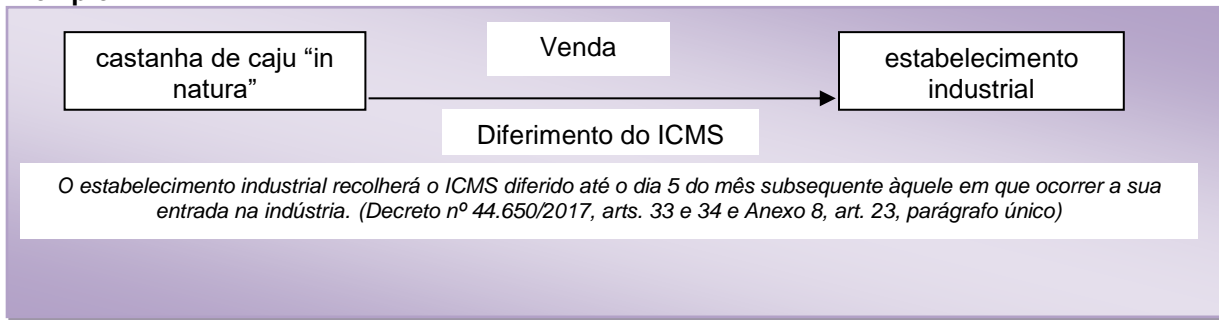 Venda
castanha de caju “in
natura”
estabelecimento
industrial
Diferimento do ICMS
O estabelecimento industrial recolherá o ICMS diferido até o dia 5 do mês subsequente àquele em que ocorrer a sua
entrada na indústria. (Decreto nº 44.650/2017, arts. 33 e 34 e Anexo 8, art. 23, parágrafo único)